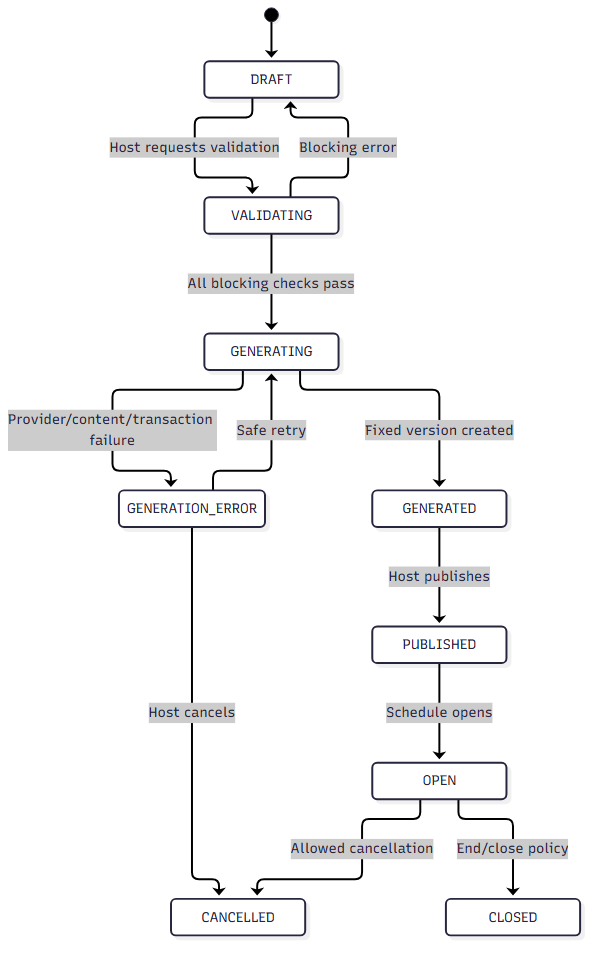 DRAFT
Host requests validation
Blocking error
VALIDATING
All blocking checks pass
GENERATING
Provider/content/transaction
failure
Safe retry
Fixed version created
GENERATION_ERROR
GENERATED
Host publishes
PUBLISHED
Host cancels
Schedule opens
OPEN
Allowed cancellation
End/close policy
CANCELLED
CLOSED